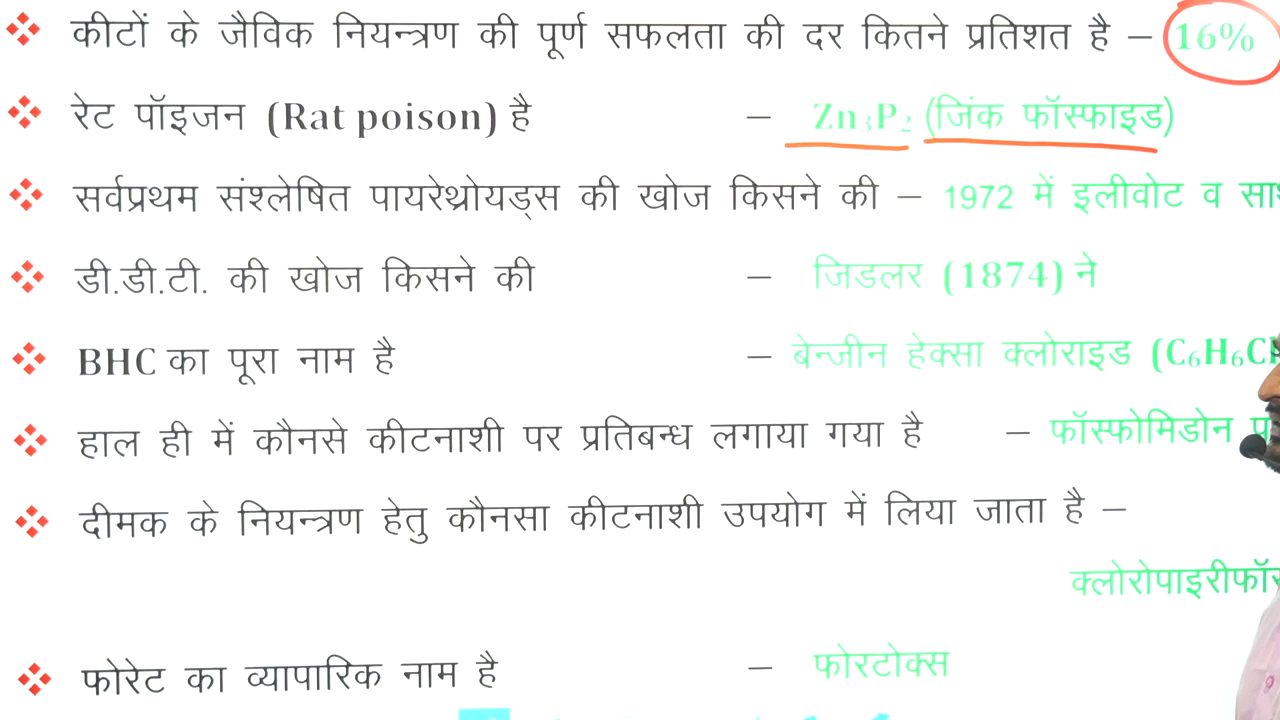 ❖ कीटों के जैविक नियन्त्रण की पूर्ण सफलता की दर कितने प्रतिशत है – 16%
❖ रेट पॉइजन (Rat poison) है – Zn₃P₂ (जिंक फॉस्फाइड)
❖ सर्वप्रथम संश्लेषित पायरेथ्रोयड्स की खोज किसने की – 1972 में इलीवोट व
❖ डी.डी.टी. की खोज किसने की – जिडलर (1874) ने
❖ BHC का पूरा नाम है – बेन्जीन हेक्सा क्लोराइड
❖ हाल ही में कौनसे कीटनाशी पर प्रतिबन्ध लगाया गया है – फॉस्फोमिडोन
❖ दीमक के नियन्त्रण हेतु कौनसा कीटनाशी उपयोग में लिया जाता है –
❖ फोरेट का व्यापारिक नाम है – फोरटोक्स